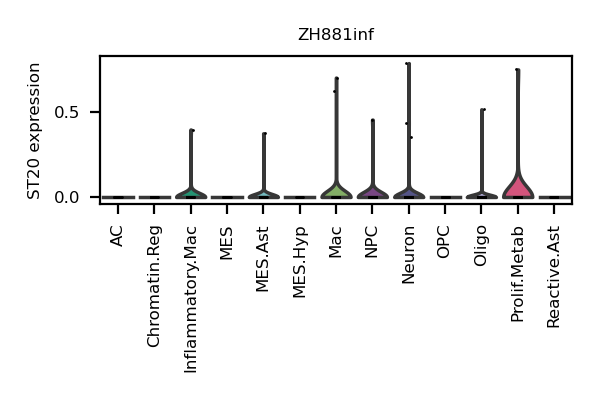 ZH881inf
ST20 expression
0.5
0.0
AC
Chromatin.Reg
Inflammatory.Mac
MES
MES.Ast
MES.Hyp
Mac
NPC
Neuron
OPC
Oligo
Prolif.Metab
Reactive.Ast